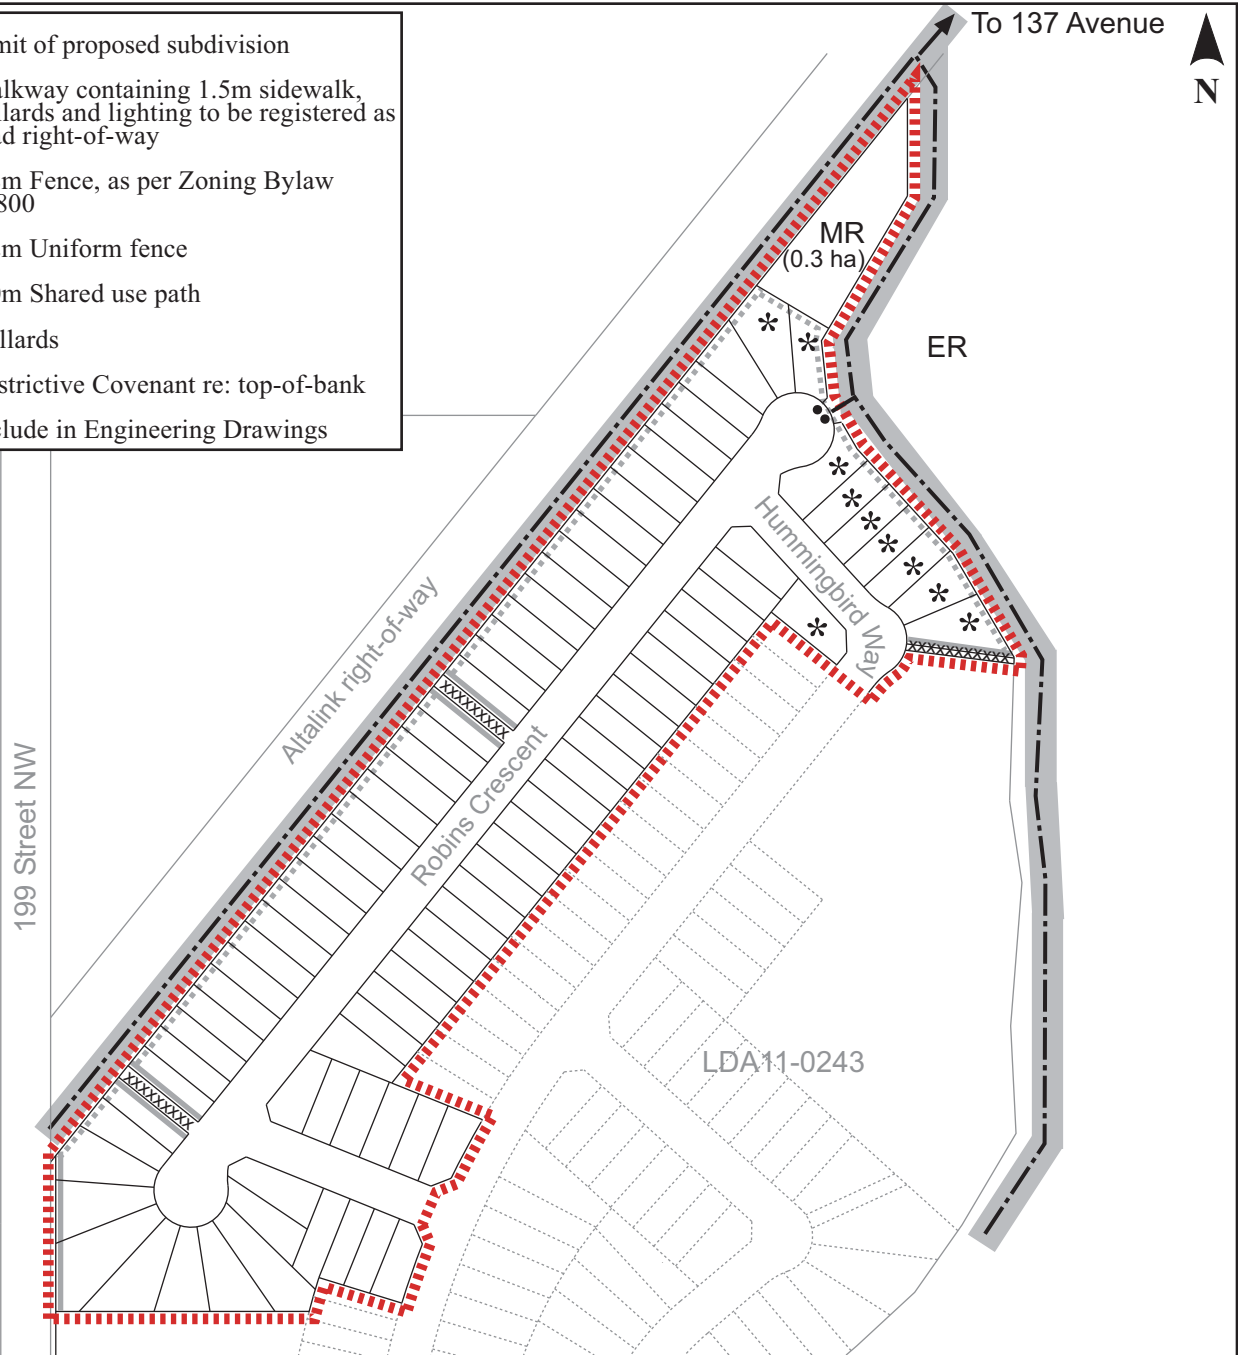 mit of proposed subdivision
alkway containing 1.5m sidewalk,
llards and lighting to be registered as
ad right-of-way
m Fence, as per Zoning Bylaw
800
m Uniform fence
m Shared use path
llards
strictive Covenant re: top-of-bank
clude in Engineering Drawings
To 137 Avenue
N
MR
(0.3 ha)
ER
Hummingbird Way
Altalink right-of-way
Robins Crescent
199 Street NW
LDA11-0243